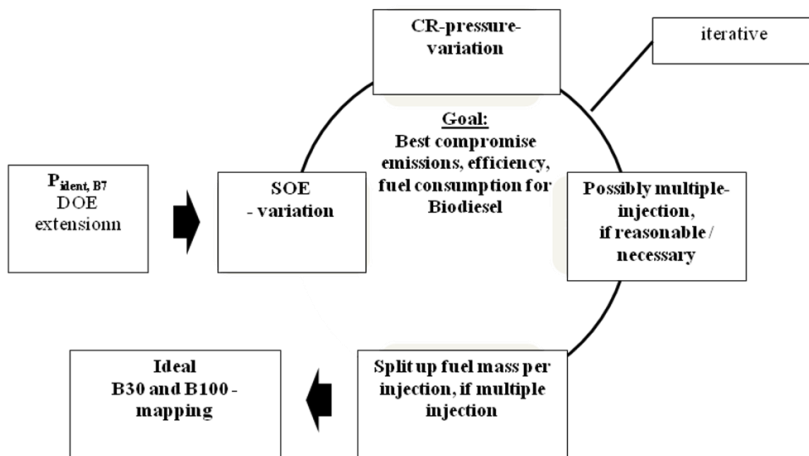 CR-pressure-
variation
iterative
Goal:
Best compromise
emissions, efficiency,
fuel consumption for
Biodiesel
Pident, B7
DOE
extensionn
SOE
- variation
Possibly multiple-
injection,
if reasonable /
necessary
Ideal
B30 and B100 -
mapping
Split up fuel mass per
injection, if multiple
injection